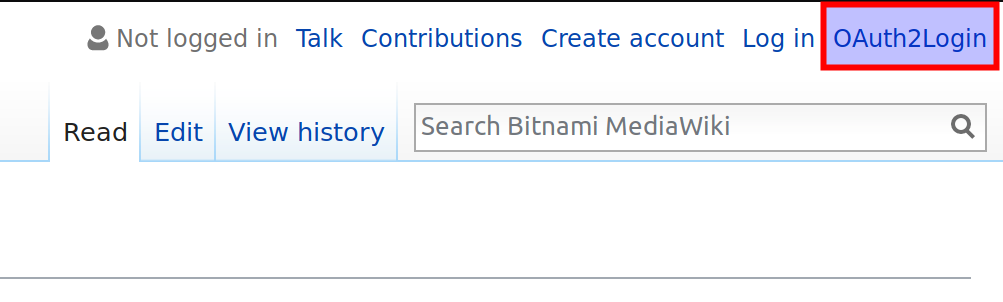 Not logged in Talk Contributions Create account Log in OAuth2Login
Read Edit View history Search Bitnami MediaWiki